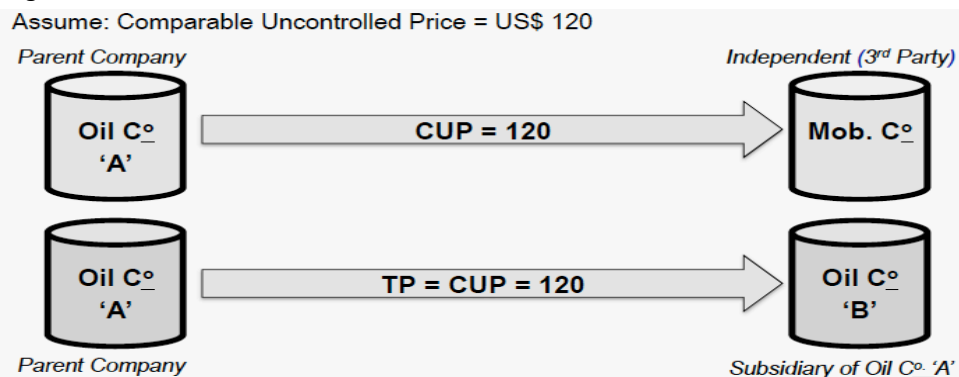 Assume: Comparable Uncontrolled Price = US$ 120
Parent Company
Independent (3rd Party)
Oil Cº
‘A’
CUP = 120
Mob. Cº
Oil Cº
‘A’
TP = CUP = 120
Oil Cº
‘B’
Parent Company
Subsidiary of Oil Cº. ‘A’